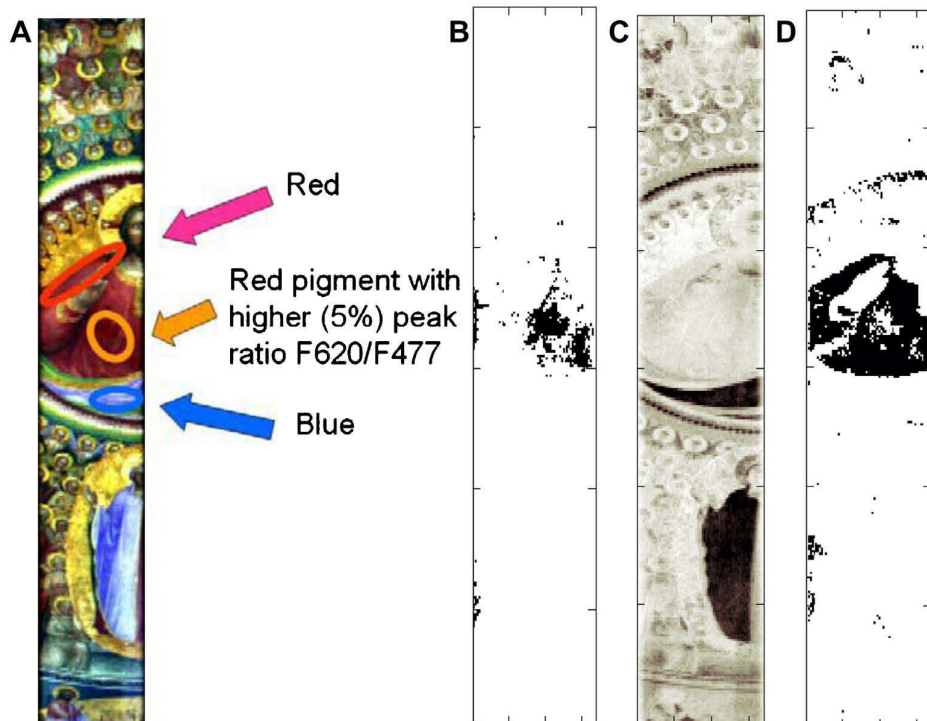 A
B
C
D
Red
Red pigment with
higher (5%) peak
ratio F620/F477
Blue